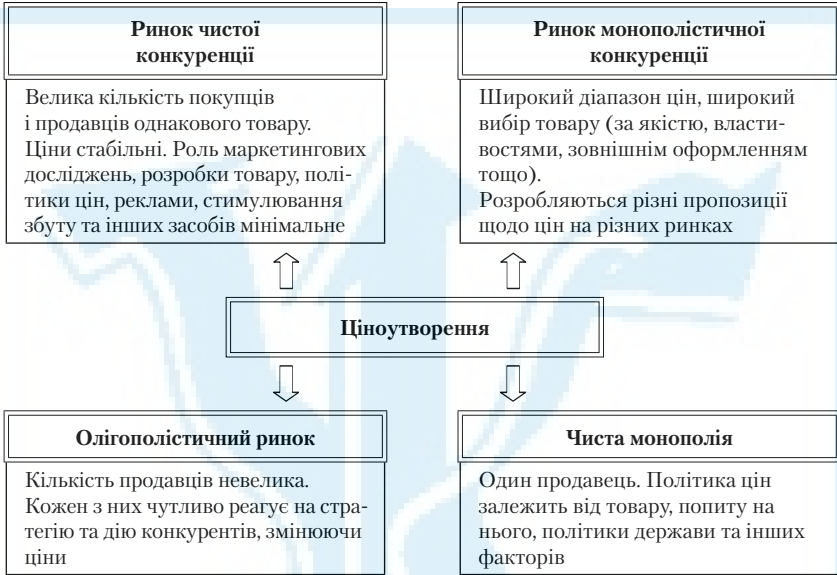 Ринок чистої
конкуренції
Велика кількість покупців
і продавців однакового товару.
Ціни стабільні. Роль маркетингових
досліджень, розробки товару, полі-
тики цін, реклами, стимулювання
збуту та інших засобів мінімальне
Ринок монополістичної
конкуренції
Широкий діапазон цін, широкий
вибір товару (за якістю, власти-
востями, зовнішнім оформленням
тощо).
Розробляються різні пропозиції
щодо цін на різних ринках
Ціноутворення
Олігополістичний ринок
Кількість продавців невелика.
Кожен з них чутливо реагує на стра-
тегію та дію конкурентів, змінюючи
ціни
Чиста монополія
Один продавець. Політика цін
залежить від товару, попиту на
нього, політики держави та інших
факторів